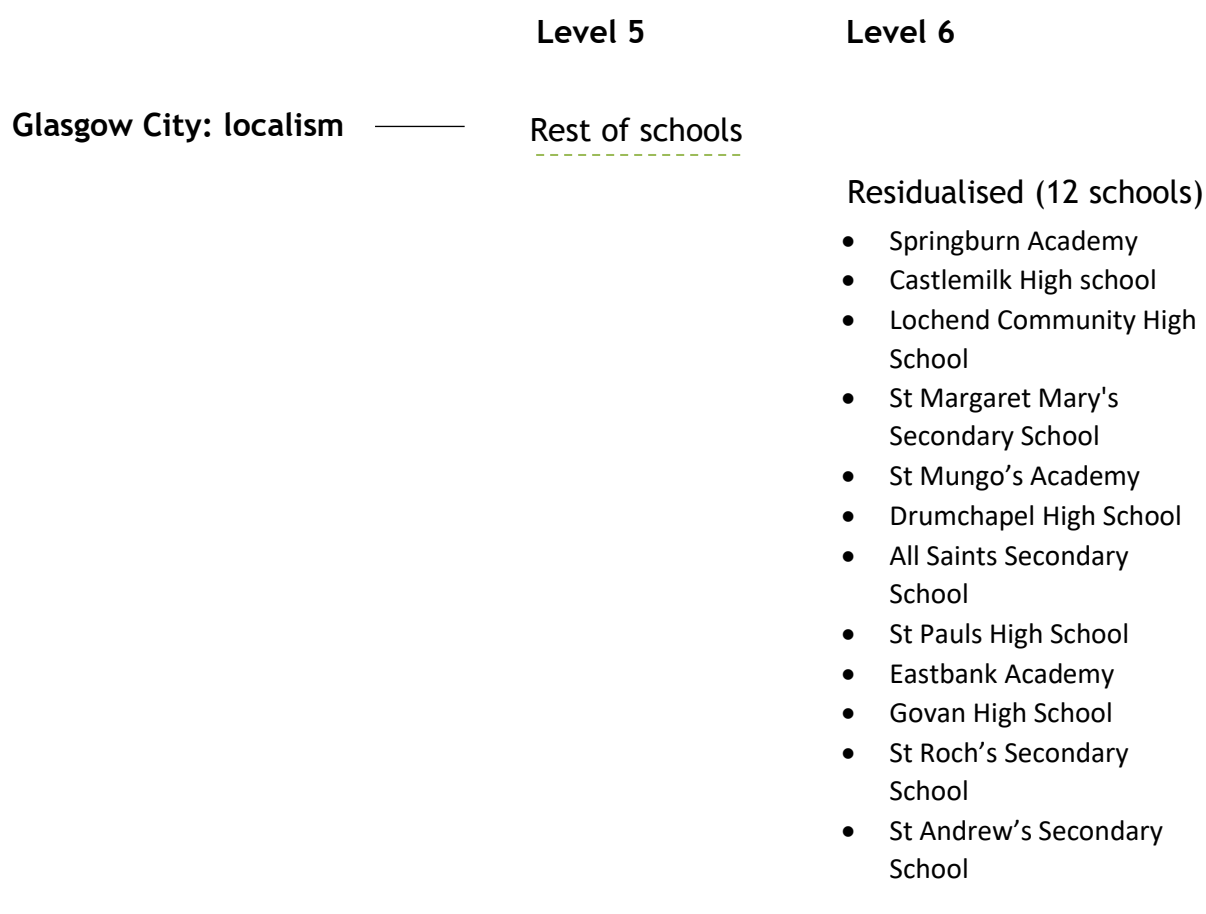 Level 5 Level 6
Glasgow City: localism Rest of schools
Residualised (12 schools)
• Springburn Academy
• Castlemilk High school
• Lochend Community High
School
• St Margaret Mary's
Secondary School
• St Mungo’s Academy
• Drumchapel High School
• All Saints Secondary
School
• St Pauls High School
• Eastbank Academy
• Govan High School
• St Roch’s Secondary
School
• St Andrew’s Secondary
School